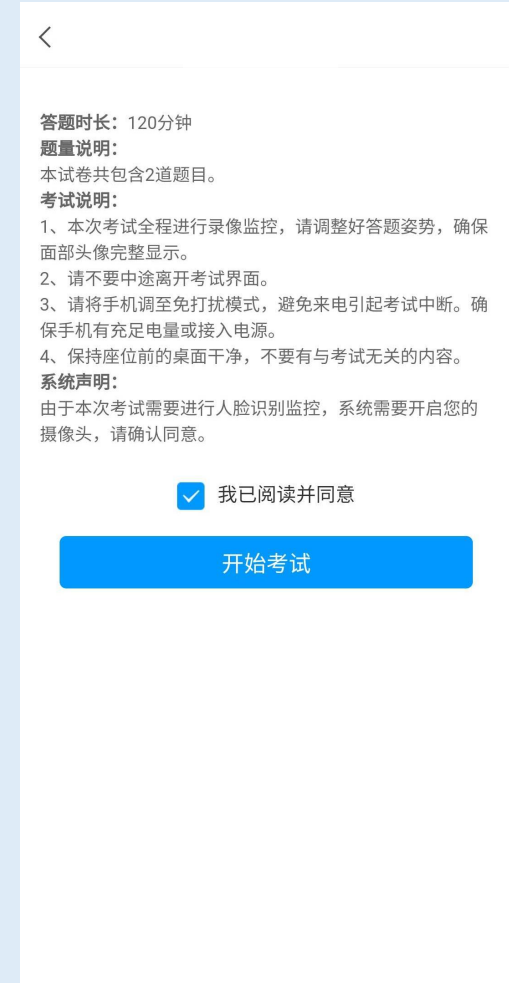 答题时长：120分钟
题量说明：
本试卷共包含2道题目。
考试说明：
1、本次考试全程进行录像监控，请调整好答题姿势，确保
面部头像完整显示。
2、请不要中途离开考试界面。
3、请将手机调至免打扰模式，避免来电引起考试中断。确
保手机有充足电量或接入电源。
4、保持座位前的桌面干净，不要有与考试无关的内容。
系统声明：
由于本次考试需要进行人脸识别监控，系统需要开启您的
摄像头，请确认同意。
我已阅读并同意
开始考试